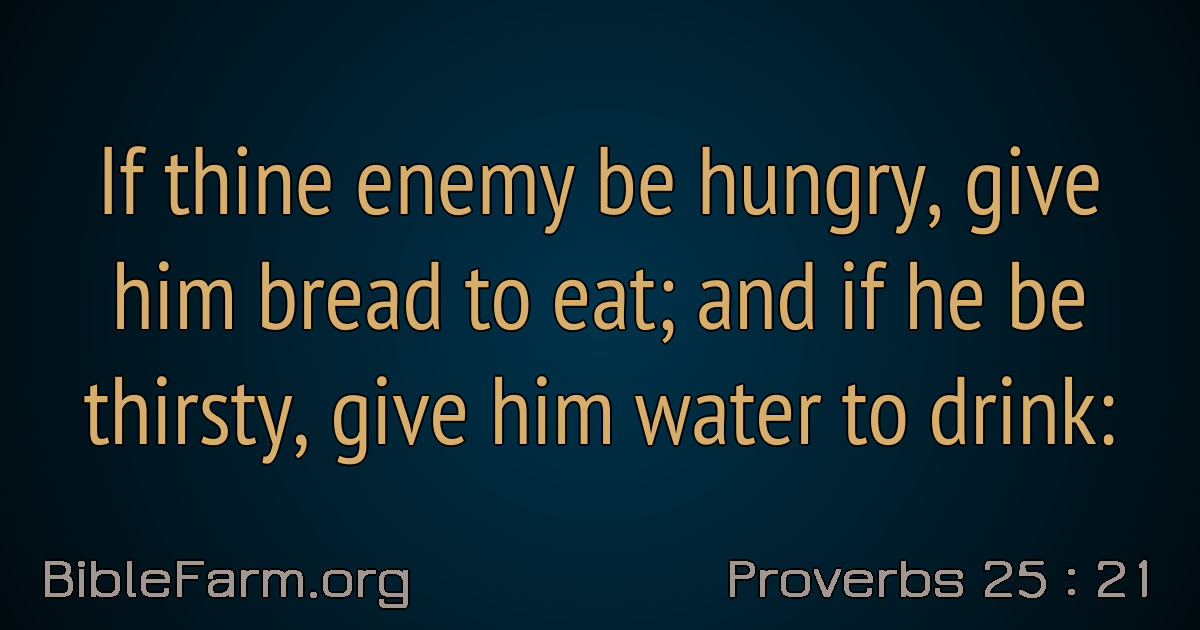 If thine enemy be hungry, give
him bread to eat; and if he be
thirsty, give him water to drink:
BibleFarm.org
Proverbs 25 : 21